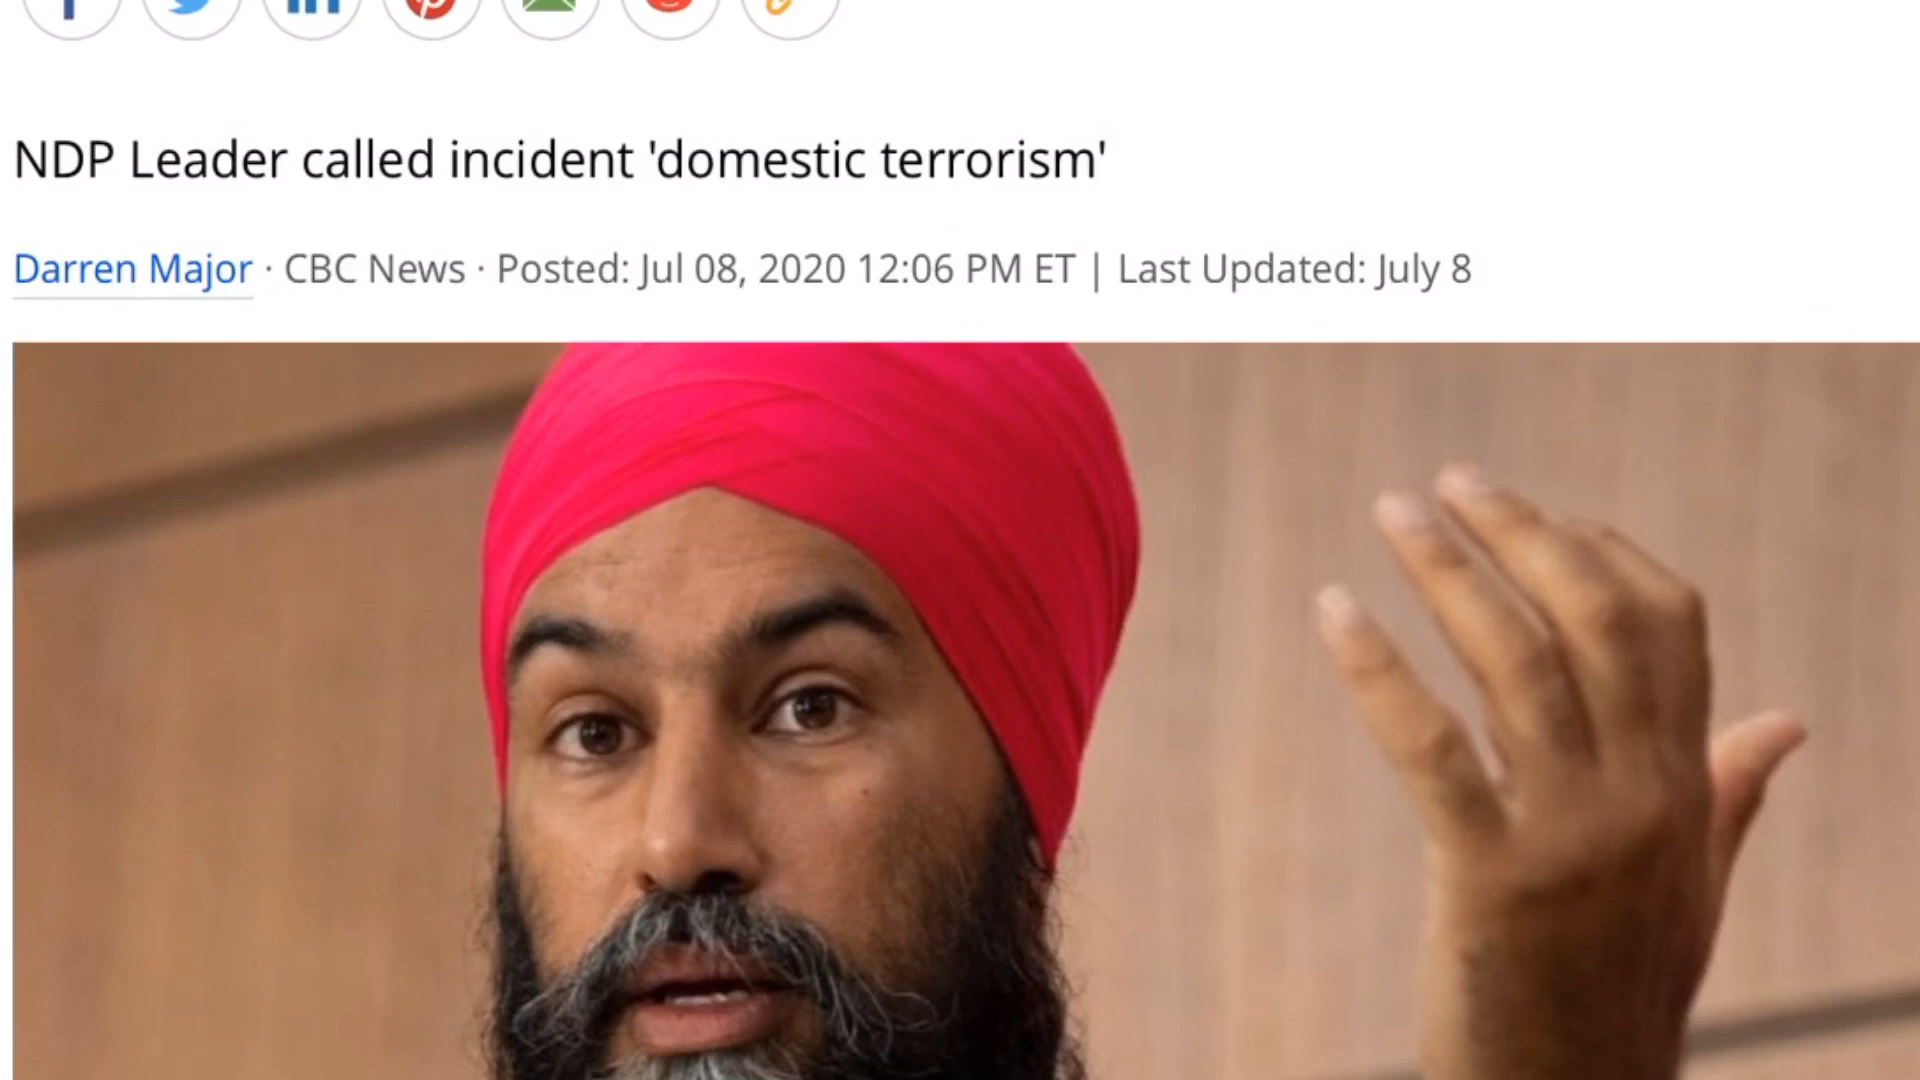 NDP Leader called incident 'domestic terrorism'
Darren Major · CBC News · Posted: Jul 08, 2020 12:06 PM ET | Last Updated: July 8